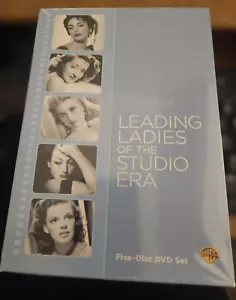 LEADING
LADIES
OF THE
STUDIO
ERA
Five-Disc DVD Set